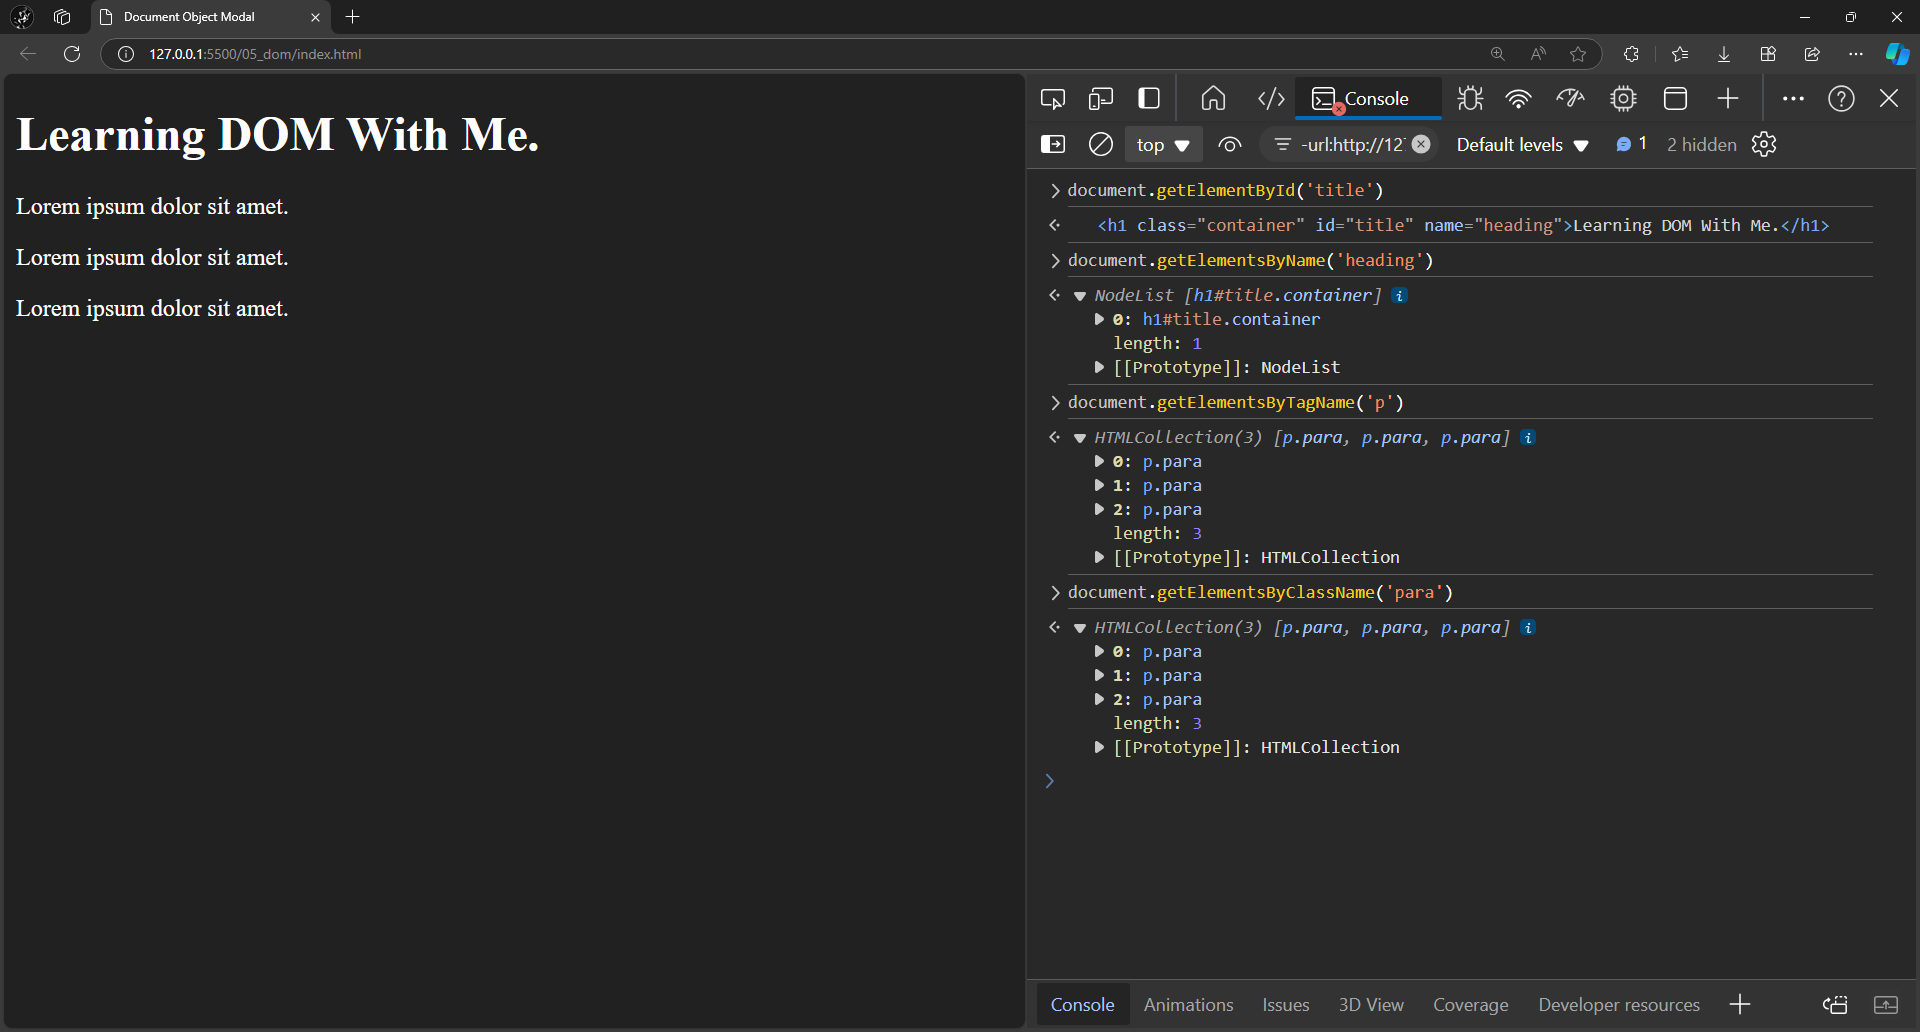 Document Object Modal
127.0.0.1:5500/05_dom/index.html
Learning DOM With Me.
Lorem ipsum dolor sit amet.
Lorem ipsum dolor sit amet.
Lorem ipsum dolor sit amet.
Console
top
-url:http://12
Default levels
1
2 hidden
document.getElementById('title')
<h1 class="container" id="title" name="heading">Learning DOM With Me.</h1>
document.getElementsByName('heading')
NodeList [h1#title.container]
0: h1#title.container
length: 1
[[Prototype]]: NodeList
document.getElementsByTagName('p')
HTMLCollection(3) [p.para, p.para, p.para]
0: p.para
1: p.para
2: p.para
length: 3
[[Prototype]]: HTMLCollection
document.getElementsByClassName('para')
HTMLCollection(3) [p.para, p.para, p.para]
0: p.para
1: p.para
2: p.para
length: 3
[[Prototype]]: HTMLCollection
Console Animations Issues 3D View Coverage Developer resources